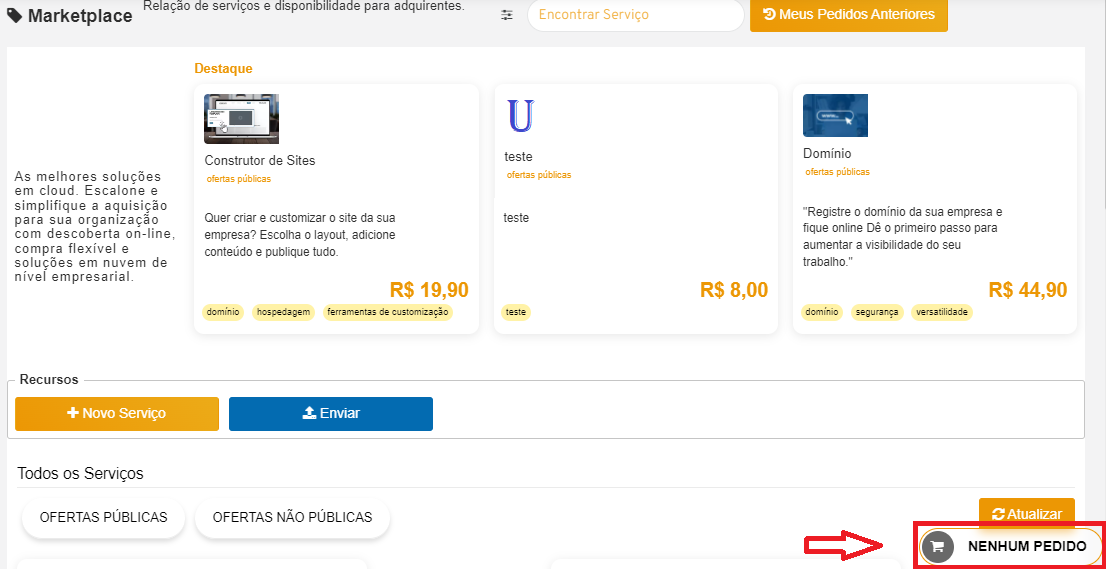 Marketplace
Relação de serviços e disponibilidade para adquirentes.
Encontrar Serviço
Meus Pedidos Anteriores
As melhores soluções
em cloud. Escalone e
simplifique a aquisição
para sua organização
com descoberta on-line,
compra flexível e
soluções em nuvem de
nível empresarial.
Destaque
Construtor de Sites
ofertas públicas
Quer criar e customizar o site da sua
empresa? Escolha o layout, adicione
conteúdo e publique tudo.
R$ 19,90
domínio
hospedagem
ferramentas de customização
U
teste
ofertas públicas
teste
R$ 8,00
teste
Domínio
ofertas públicas
"Registre o domínio da sua empresa e
fique online Dê o primeiro passo para
aumentar a visibilidade do seu
trabalho."
R$ 44,90
domínio
segurança
versatilidade
Recursos
Novo Serviço
Enviar
Todos os Serviços
OFERTAS PÚBLICAS
OFERTAS NÃO PÚBLICAS
Atualizar
NENHUM PEDIDO